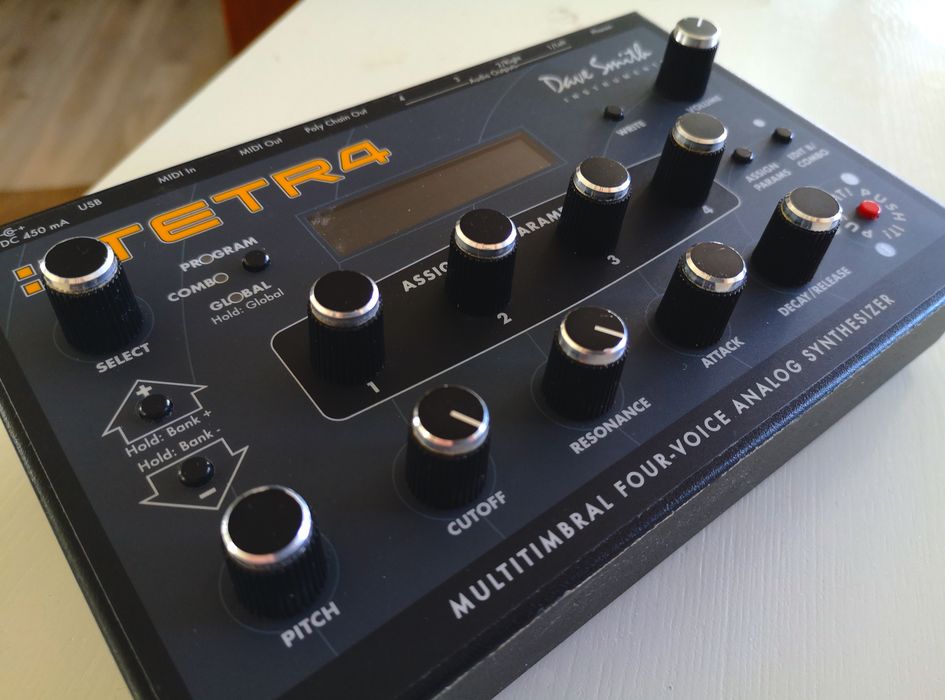 DC 450 mA
USB
MIDI In
MIDI Out
Poly Chain Out
4
3
2/Right
1/Left
Audio Outputs
Phones
Dave Smith
INSTRUMENTS
VOLUME
TETR4
WRITE
ASSIGN
PARAMS
EDIT B/
COMBO
PUSH
PROGRAM
COMBO
GLOBAL
Hold: Global
SELECT
1
2
3
4
+
Hold: Bank +
Hold: Bank -
-
PITCH
CUTOFF
RESONANCE
ATTACK
DECAY/RELEASE
MULTITIMBRAL FOUR-VOICE ANALOG SYNTHESIZER